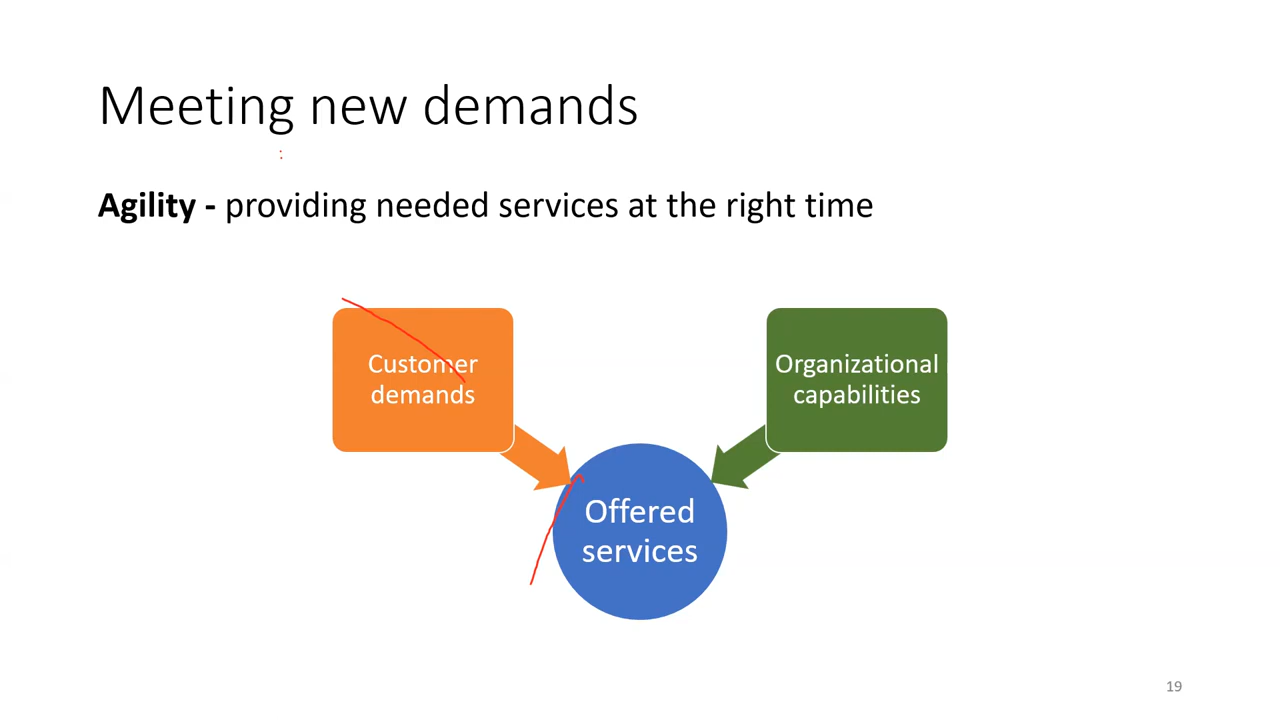 Meeting new demands
Agility - providing needed services at the right time
Customer
demands
Organizational
capabilities
Offered
services
19